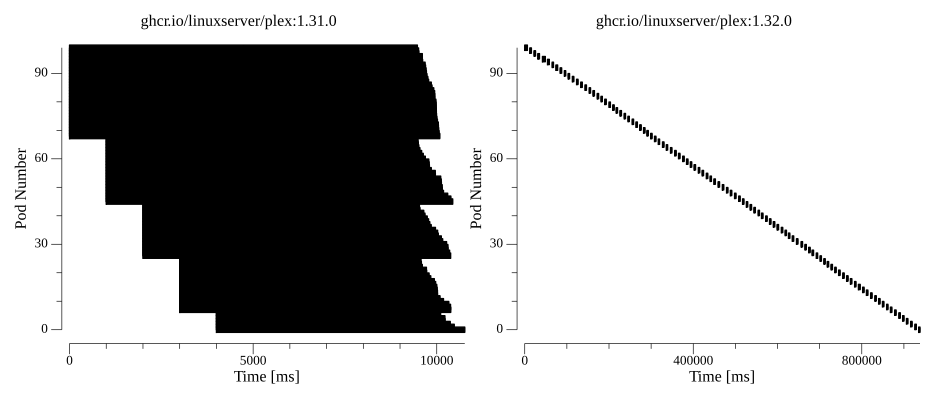 ghcr.io/linuxserver/plex:1.31.0
90
60
30
0
Pod Number
0
5000
10000
Time [ms]
ghcr.io/linuxserver/plex:1.32.0
90
60
30
0
Pod Number
0
400000
800000
Time [ms]